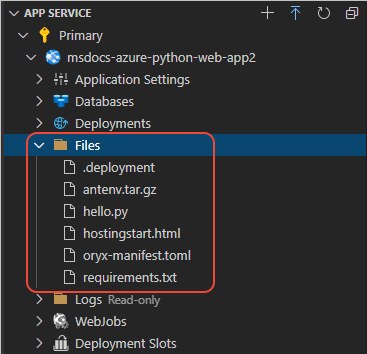 APP SERVICE
Primary
msdocs-azure-python-web-app2
Application Settings
Databases
Deployments
Files
.deployment
antenv.tar.gz
hello.py
hostingstart.html
oryx-manifest.toml
requirements.txt
Logs Read-only
WebJobs
Deployment Slots